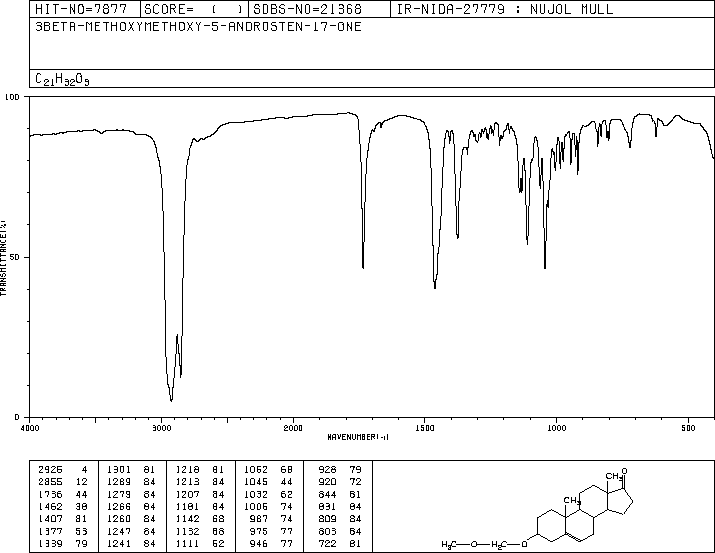 HIT-NO=7877 SCORE= ( ) SDBS-NO=21368 IR-NIDA-27779 : NUJOL MULL
3BETA-METHOXYMETHOXY-5-ANDROSTEN-17-ONE
C21H32O3
100
50
0
TRANSMITTANCE(%)
4000 3000 2000 1500 1000 500
WAVENUMBER(-1)
2926 4 1301 81 1218 81 1062 68 928 79
2855 12 1289 84 1213 84 1045 44 920 72
1736 44 1279 84 1207 84 1032 62 844 81
1462 38 1266 84 1181 84 1006 74 831 84
1407 81 1260 84 1142 68 987 74 809 84
1377 53 1247 84 1132 68 975 77 803 84
1339 79 1241 84 1111 52 946 77 722 81
CH3
O
CH3
H3C—O—H2C—O